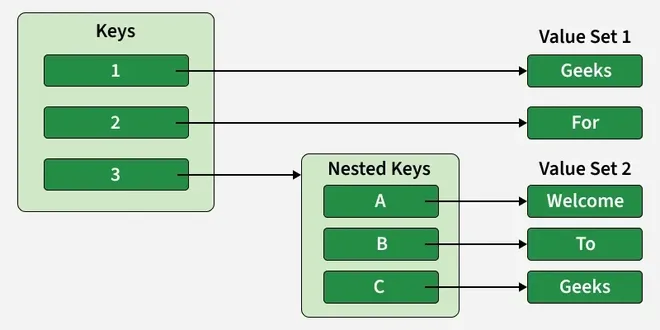 Keys
Value Set 1
1
Geeks
2
For
3
Nested Keys
Value Set 2
A
Welcome
B
To
C
Geeks